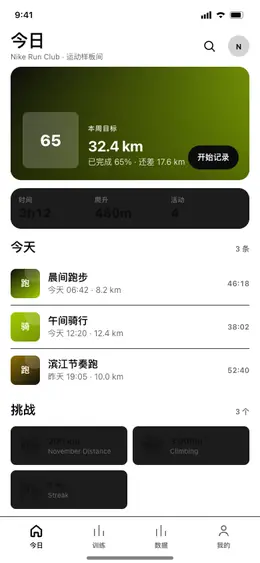 9:41
今日
Nike Run Club · 运动样板间
N
65
本周目标
32.4 km
已完成 65% · 还差 17.6 km
开始记录
时间
爬升
活动
3h12
460m
4
今天
3 条
跑
晨间跑步
今天 06:42 · 8.2 km
46:18
骑
午间骑行
今天 12:20 · 12.4 km
38:02
跑
滨江节奏跑
昨天 19:05 · 10.0 km
52:40
挑战
3 个
November Distance
Climbing
Streak
今日
训练
数据
我的